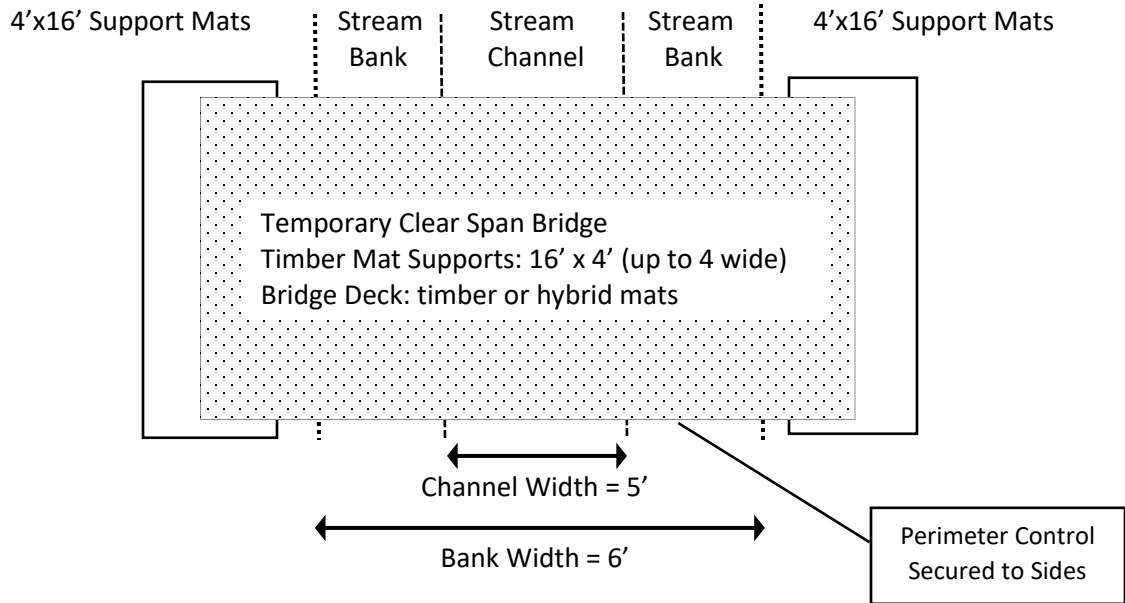 4’x16’ Support Mats
Stream
Bank
Stream
Channel
Stream
Bank
4’x16’ Support Mats
Temporary Clear Span Bridge
Timber Mat Supports: 16’ x 4’ (up to 4 wide)
Bridge Deck: timber or hybrid mats
Channel Width = 5’
Bank Width = 6’
Perimeter Control
Secured to Sides